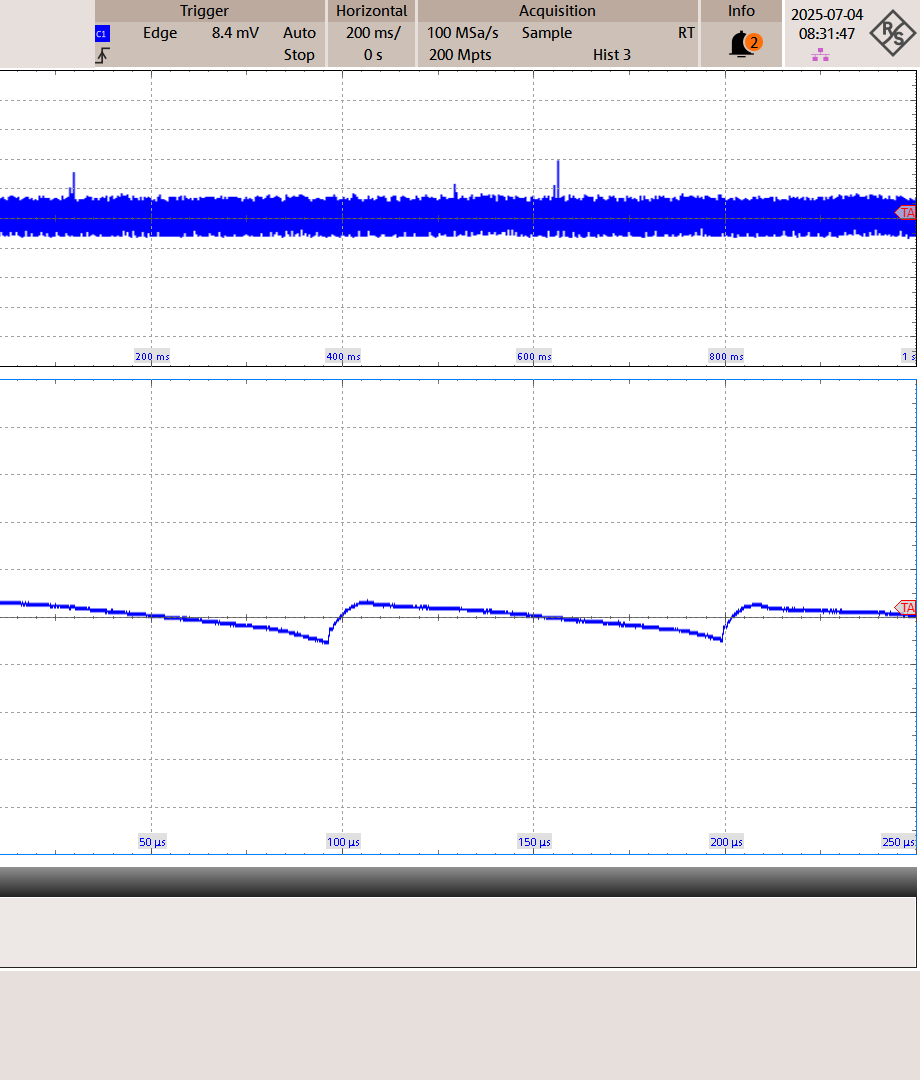 Trigger
Horizontal
Acquisition
Info
2025-07-04
08:31:47
R
S
C1
Edge
8.4 mV
Auto
Stop
200 ms/
0 s
100 MSa/s
Sample
RT
200 Mpts
Hist 3
2
TA
200 ms
400 ms
600 ms
800 ms
1 s
TA
50 µs
100 µs
150 µs
200 µs
250 µs